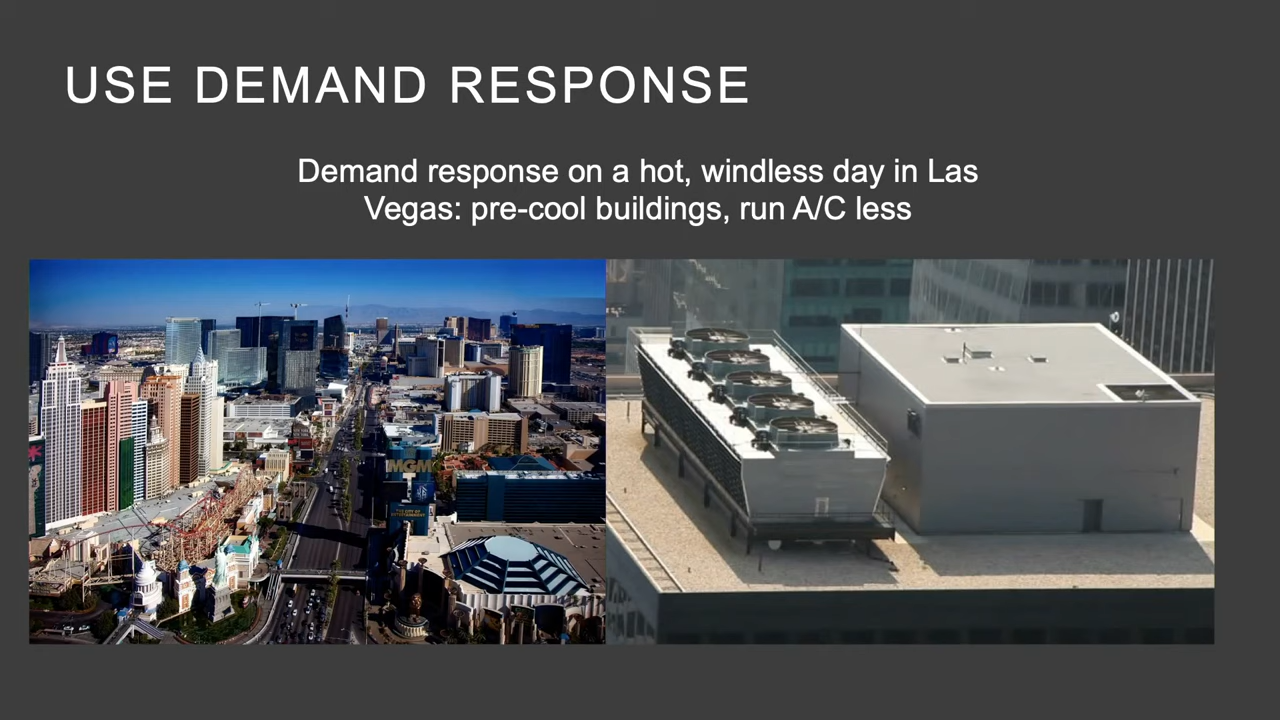 USE DEMAND RESPONSE
Demand response on a hot, windless day in Las
Vegas: pre-cool buildings, run A/C less
MGM